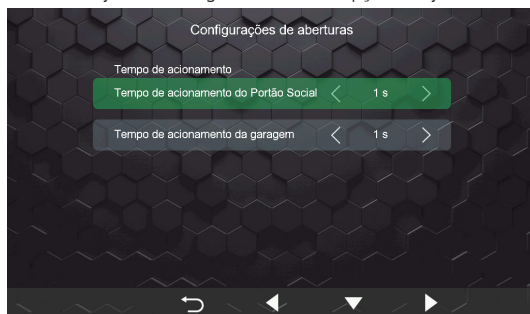 Configurações de aberturas
Tempo de acionamento
Tempo de acionamento do Portão Social 1 s
Tempo de acionamento da garagem 1 s